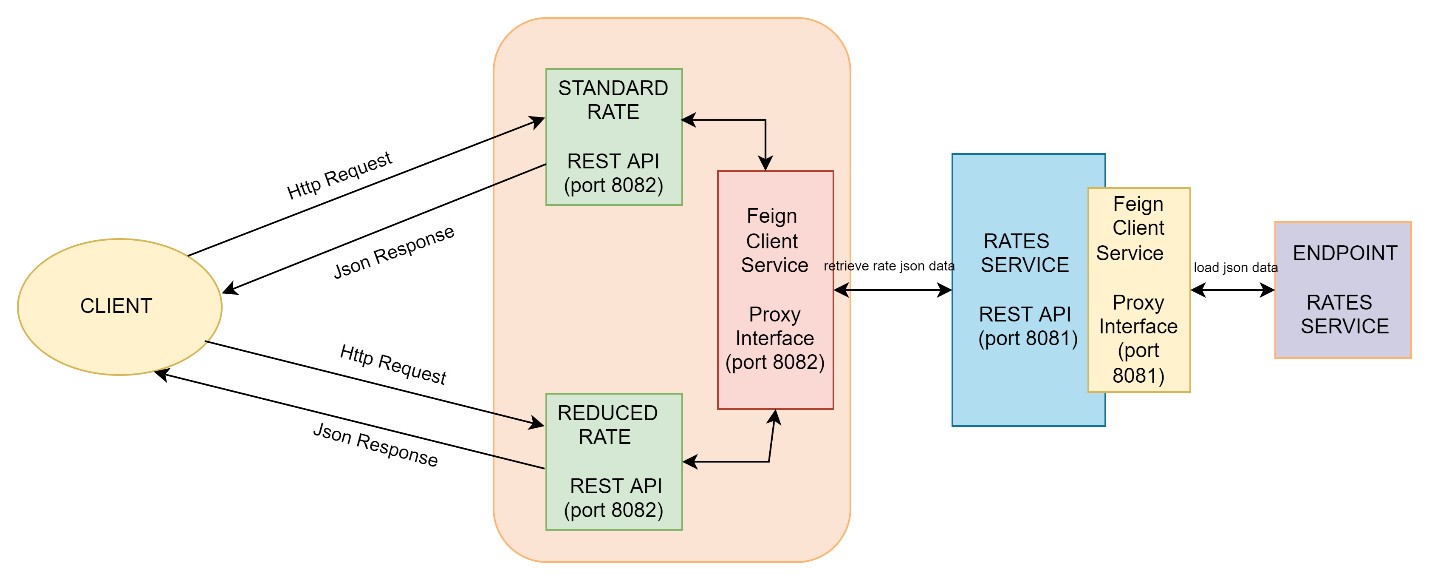 CLIENT
Http Request
Json Response
Http Request
Json Response
STANDARD
RATE
REST API
(port 8082)
REDUCED
RATE
REST API
(port 8082)
Feign
Client
Service
Proxy
Interface
(port 8082)
retrieve rate json data
RATES
SERVICE
REST API
(port 8081)
Feign
Client
Service
Proxy
Interface
(port
8081)
load json data
ENDPOINT
RATES
SERVICE